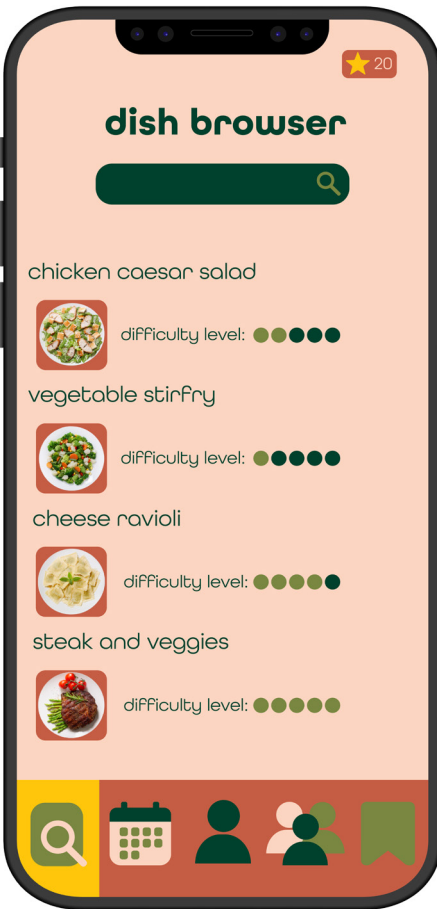 20
dish browser
chicken caesar salad
difficulty level:
vegetable stirfry
difficulty level:
cheese ravioli
difficulty level:
steak and veggies
difficulty level: